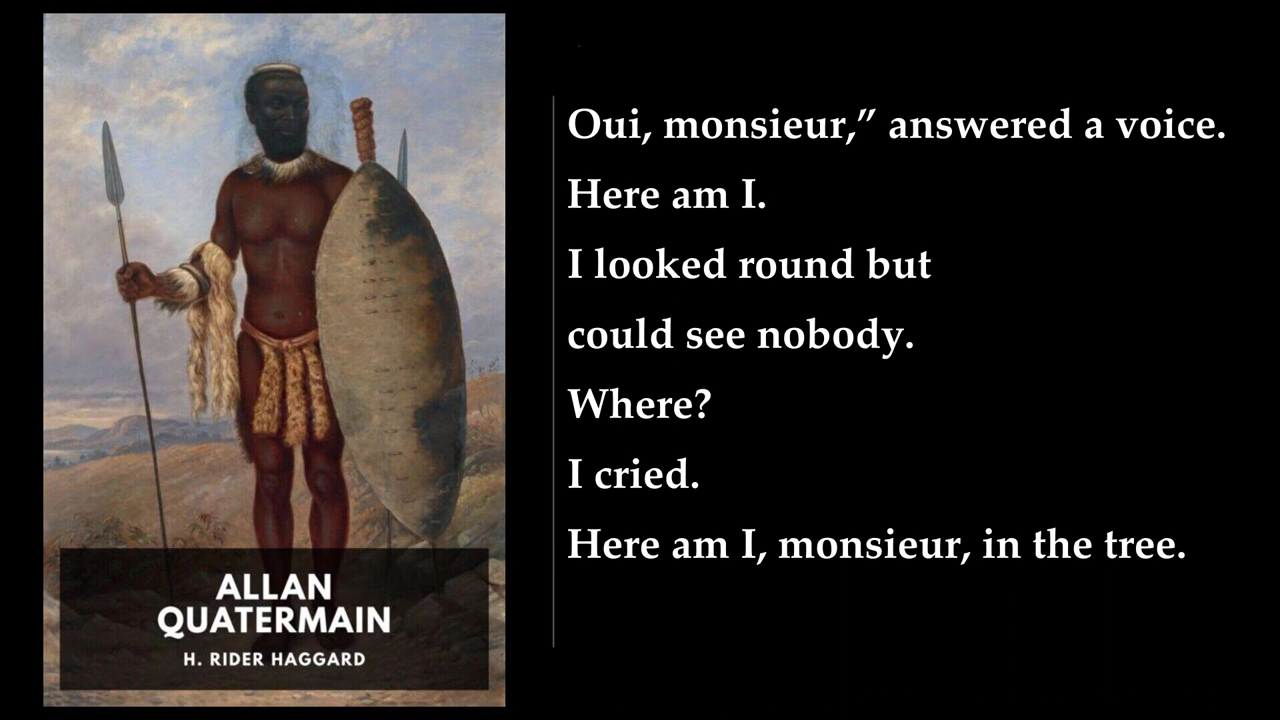 ALLAN
QUATERMAIN
H. RIDER HAGGARD
Oui, monsieur,” answered a voice.
Here am I.
I looked round but
could see nobody.
Where?
I cried.
Here am I, monsieur, in the tree.